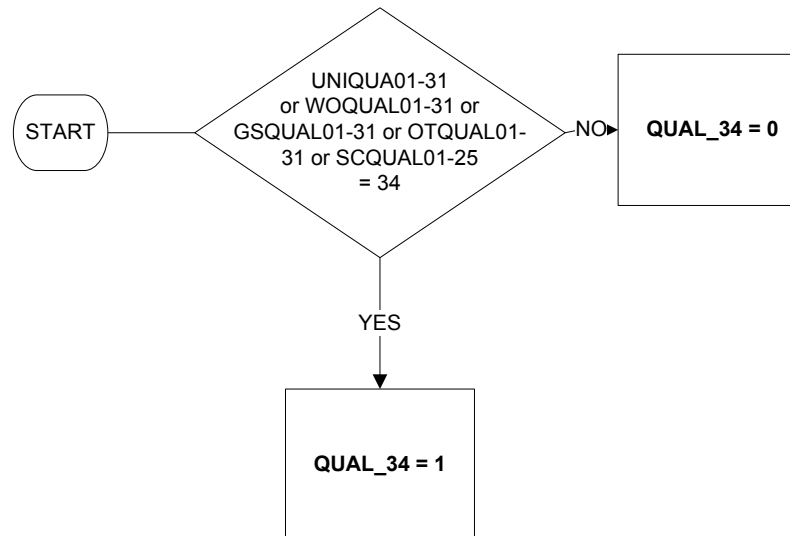 START
UNIQUA01-31
or WOQUAL01-31 or
GSQUAL01-31 or OTQUAL01-
31 or SCQUAL01-25
= 34
NO
QUAL_34 = 0
YES
QUAL_34 = 1